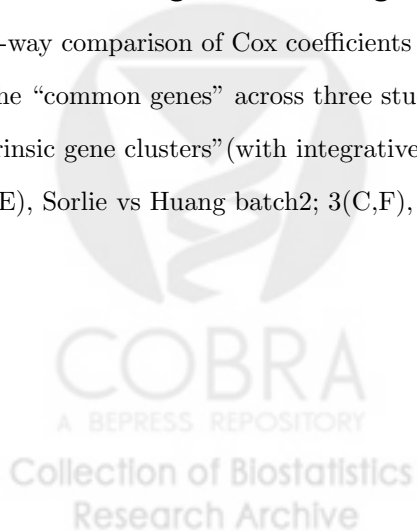 -way comparison of Cox coefficients
ne “common genes” across three stu
rinsic gene clusters”(with integrative
E), Sorlie vs Huang batch2; 3(C,F),
COBRA
A BEPRESS REPOSITORY
Collection of Biostatistics
Research Archive